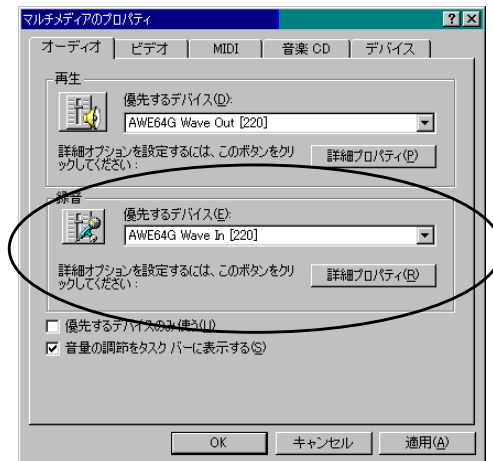 マルチメディアのプロパティ
オーディオ ビデオ MIDI 音楽 CD デバイス
再生
優先するデバイス(D):
AWE64G Wave Out [220]
詳細オプションを設定するには、このボタンをクリ
ックしてください:
詳細プロパティ(P)
録音
優先するデバイス(E):
AWE64G Wave In [220]
詳細オプションを設定するには、このボタンをクリ
ックしてください:
詳細プロパティ(R)
優先するデバイスのみ使う(U)
音量の調節をタスク バーに表示する(S)
OK キャンセル 適用(A)